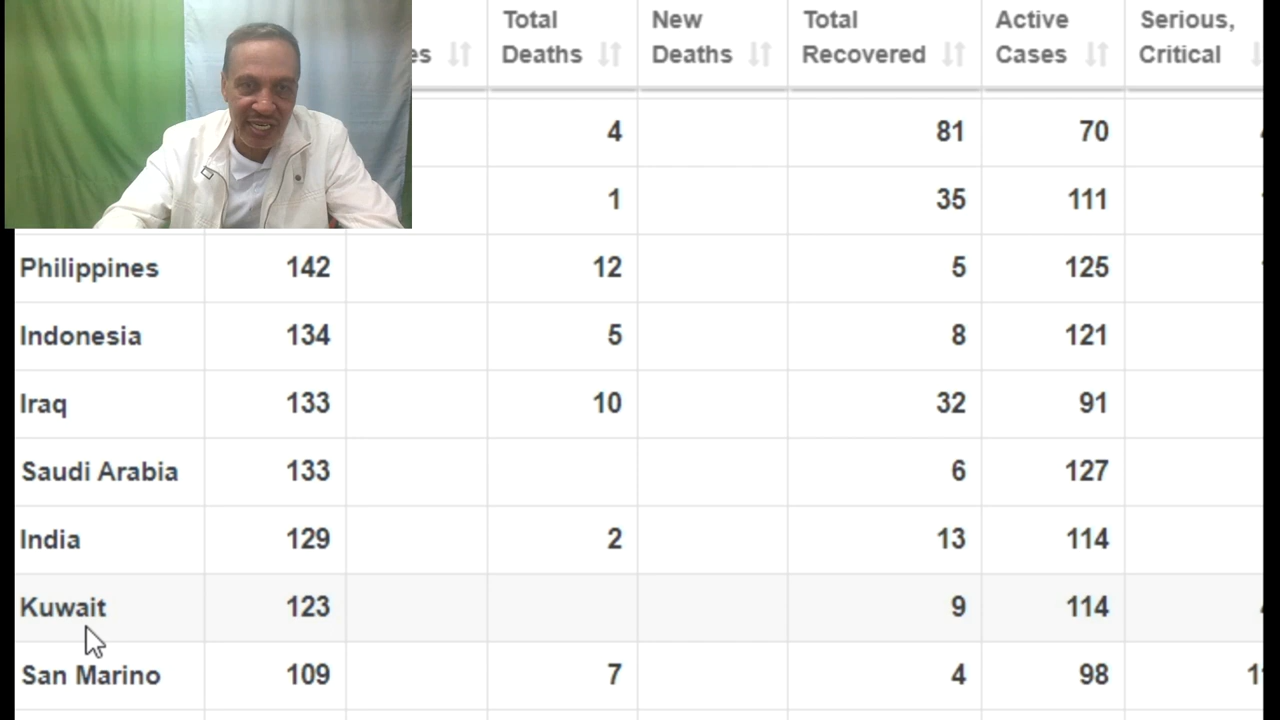 es Total Deaths New Deaths Total Recovered Active Cases Serious, Critical
4 81 70
1 35 111
Philippines 142 12 5 125
Indonesia 134 5 8 121
Iraq 133 10 32 91
Saudi Arabia 133 6 127
India 129 2 13 114
Kuwait 123 9 114
San Marino 109 7 4 98